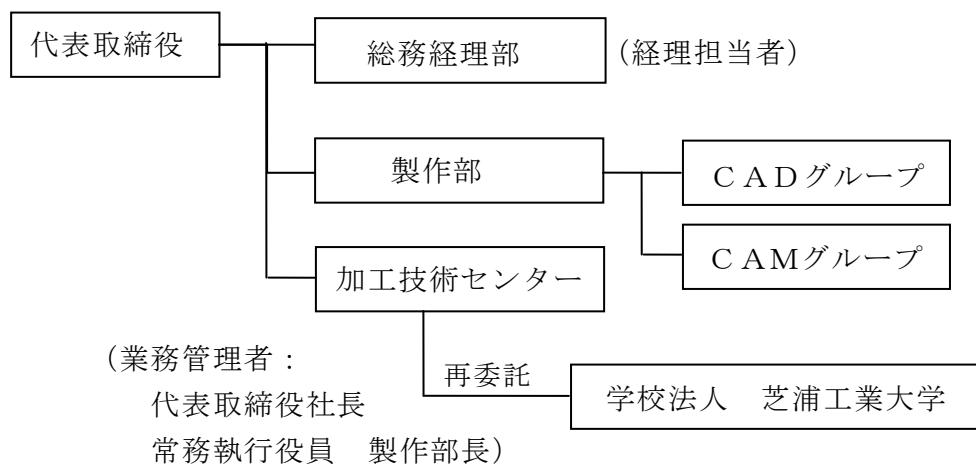 代表取締役
総務経理部
(経理担当者)
製作部
CADグループ
CAMグループ
加工技術センター
(業務管理者:
代表取締役社長
常務執行役員 製作部長)
再委託
学校法人 芝浦工業大学